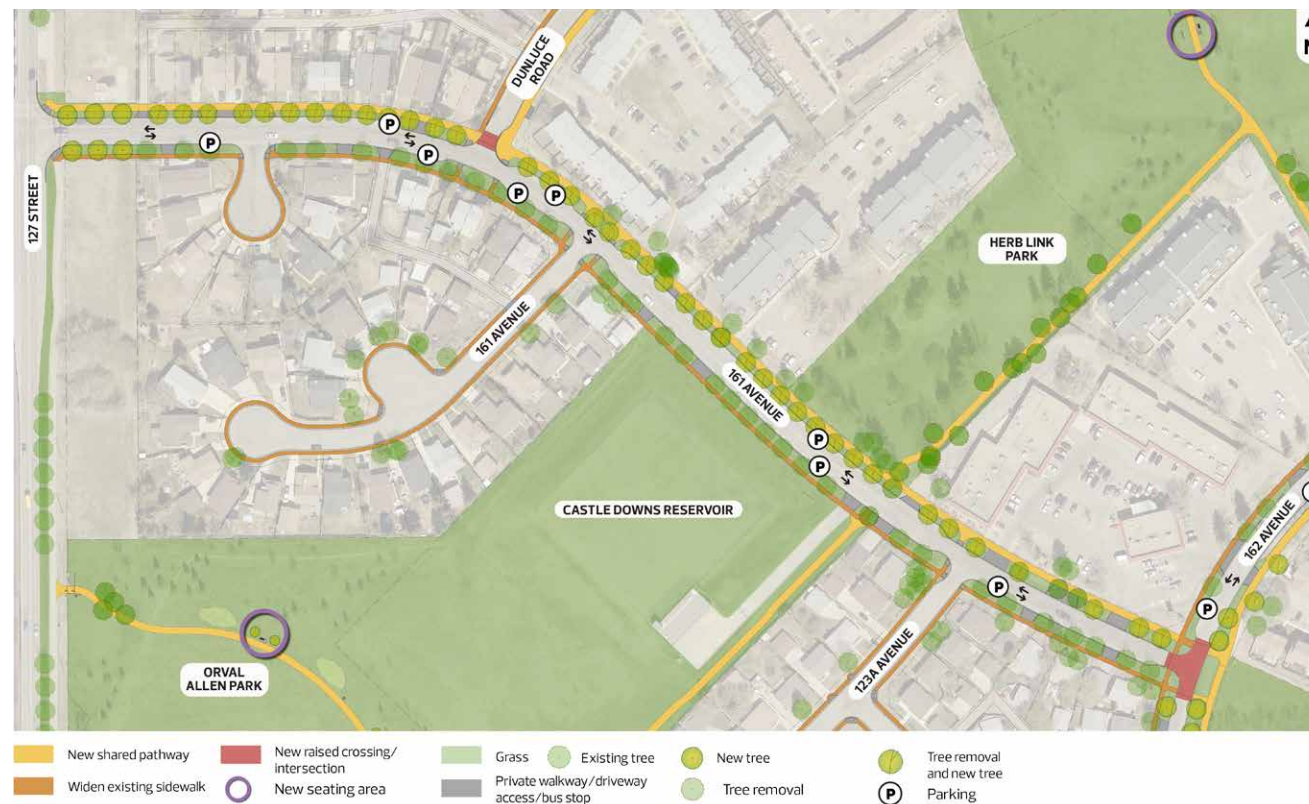 N
DUNLUCE
ROAD
P
P
P
P
P
127 STREET
HERB LINK
PARK
161 AVENUE
161 AVENUE
P
P
CASTLE DOWNS RESERVOIR
162 AVENUE
P
P
123A AVENUE
ORVAL
ALLEN PARK
New shared pathway
Widen existing sidewalk
New raised crossing/
intersection
New seating area
Grass
Existing tree
Private walkway/driveway
access/bus stop
New tree
Tree removal
Tree removal
and new tree
P
Parking